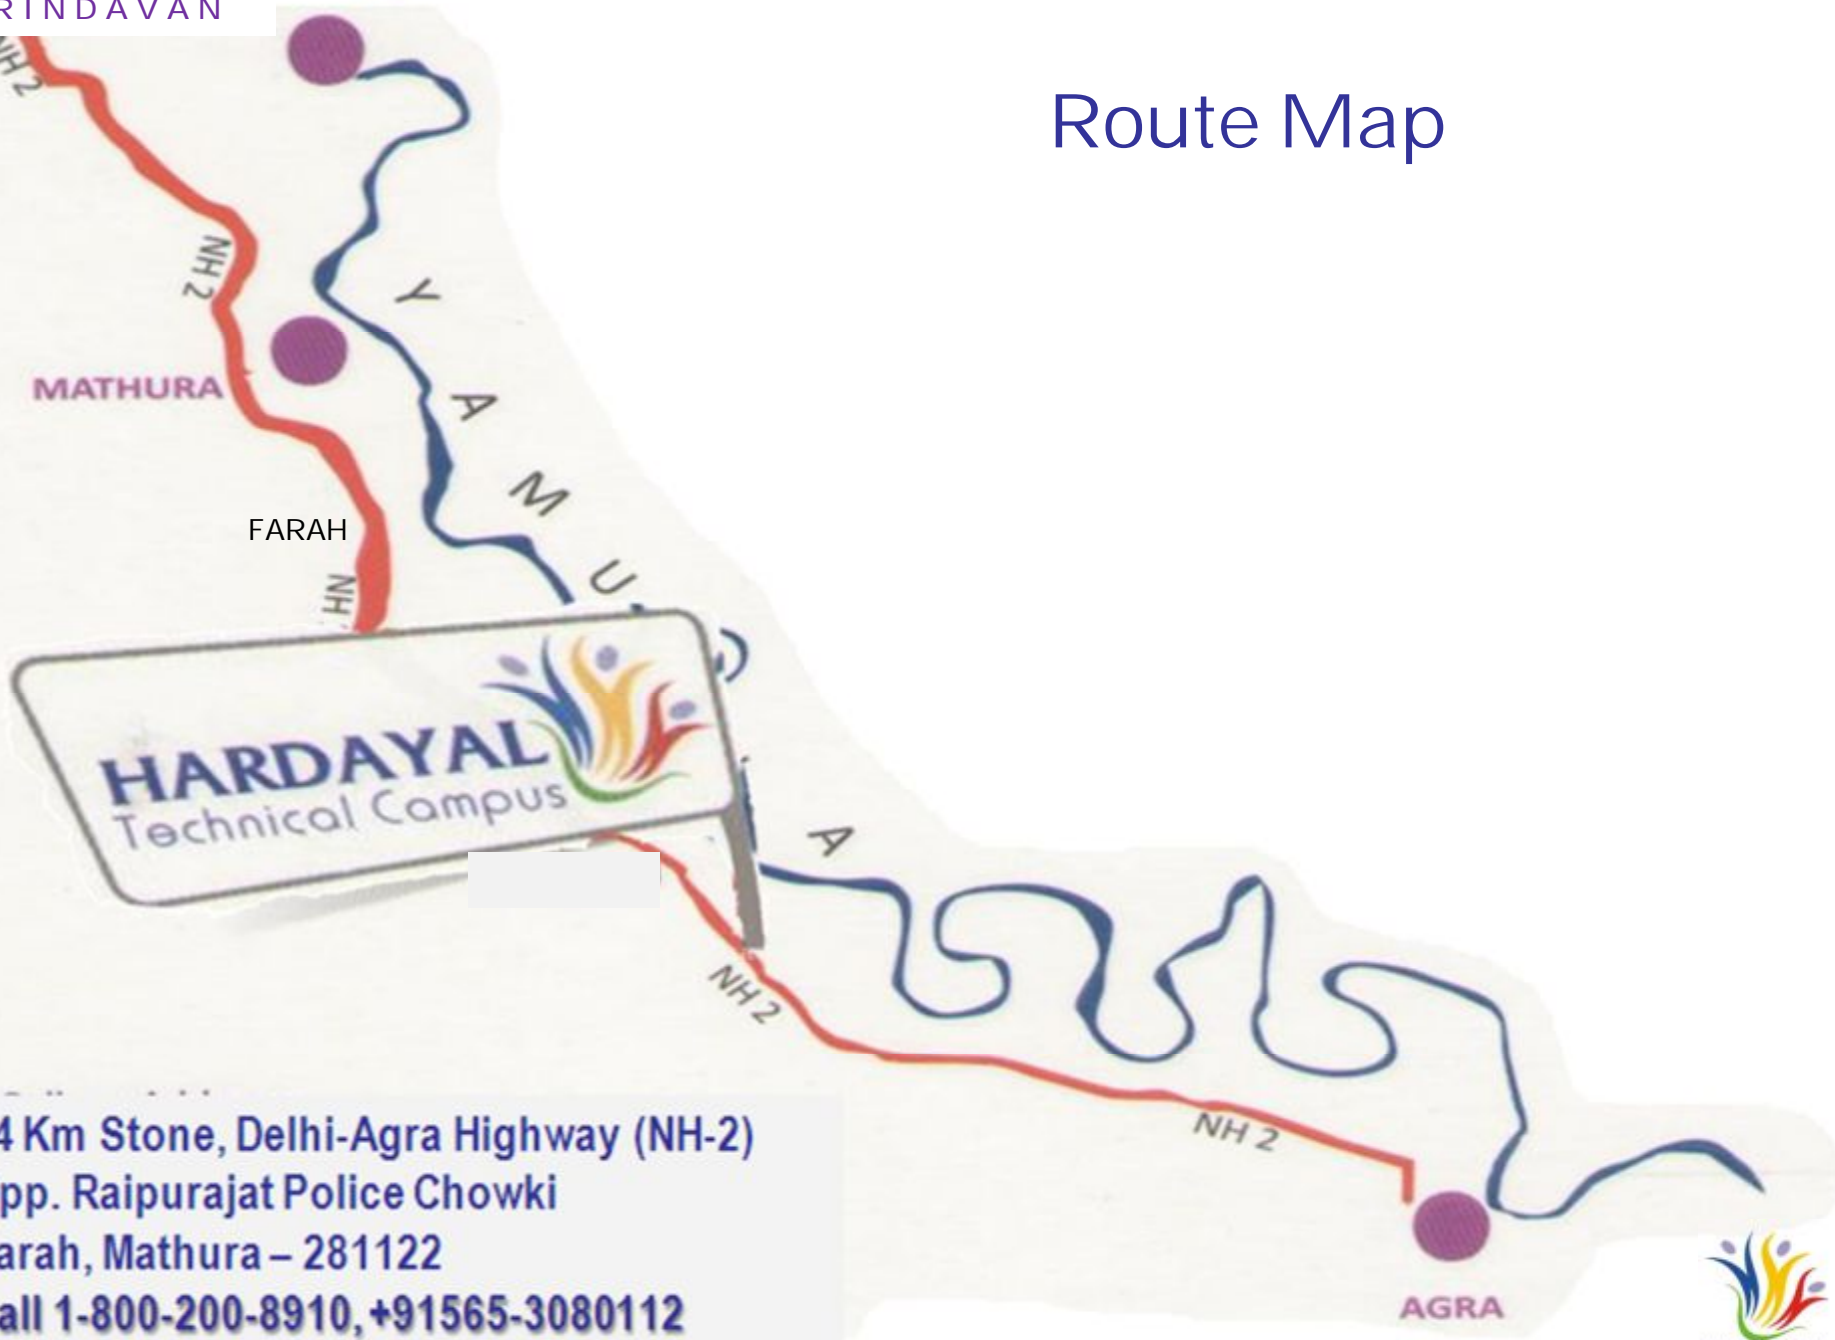 RINDAVAN
Route Map
NH 2
NH 2
MATHURA
FARAH
NH
Y
A
M
U
A
HARDAYAL
Technical Campus
NH 2
NH 2
4 Km Stone, Delhi-Agra Highway (NH-2)
pp. Raipurajat Police Chowki
arah, Mathura – 281122
all 1-800-200-8910, +91565-3080112
AGRA